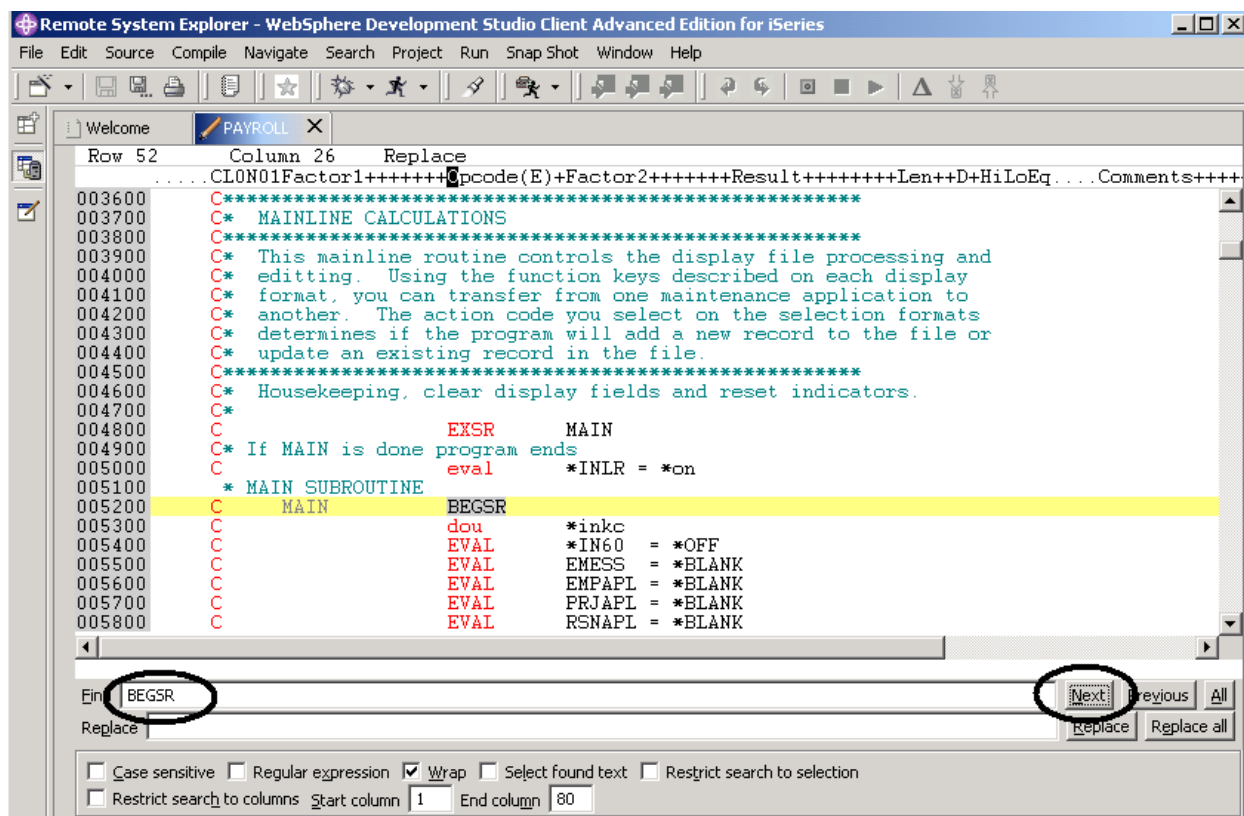 Remote System Explorer - WebSphere Development Studio Client Advanced Edition for iSeries
File Edit Source Compile Navigate Search Project Run Snap Shot Window Help
Welcome PAYROLL
Row 52 Column 26 Replace
.....CL0N01Factor1+++++++Opcode(E)+Factor2+++++++Result++++++++Len++D+HiLoEq....Comments++++
003600 C*******************************************************
003700 C* MAINLINE CALCULATIONS
003800 C*******************************************************
003900 C* This mainline routine controls the display file processing and
004000 C* editting. Using the function keys described on each display
004100 C* format, you can transfer from one maintenance application to
004200 C* another. The action code you select on the selection formats
004300 C* determines if the program will add a new record to the file or
004400 C* update an existing record in the file.
004500 C*******************************************************
004600 C* Housekeeping, clear display fields and reset indicators.
004700 C*
004800 C EXSR MAIN
004900 C* If MAIN is done program ends
005000 C eval *INLR = *on
005100 * MAIN SUBROUTINE
005200 C MAIN BEGSR
005300 C dou *inkc
005400 C EVAL *IN60 = *OFF
005500 C EVAL EMESS = *BLANK
005600 C EVAL EMPAPL = *BLANK
005700 C EVAL PRJAPL = *BLANK
005800 C EVAL RSNAPL = *BLANK
Find BEGSR Next Previous All
Replace Replace Replace all
Case sensitive Regular expression Wrap Select found text Restrict search to selection
Restrict search to columns Start column 1 End column 80